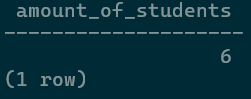 amount_of_students
--------------------
6
(1 row)